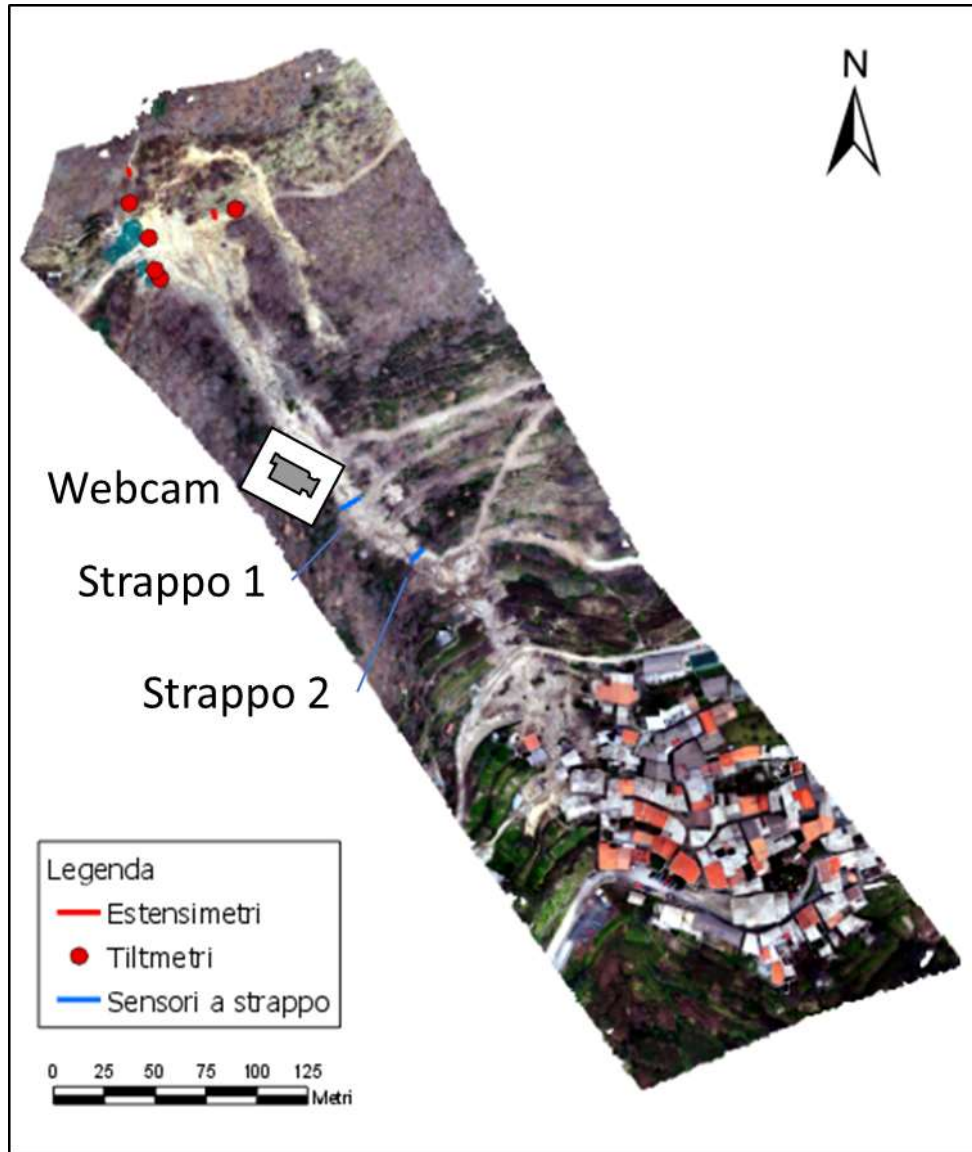 N
Webcam
Strappo 1
Strappo 2
Legenda
Estensimetri
Tiltmetri
Sensori a strappo
0 25 50 75 100 125
Metri